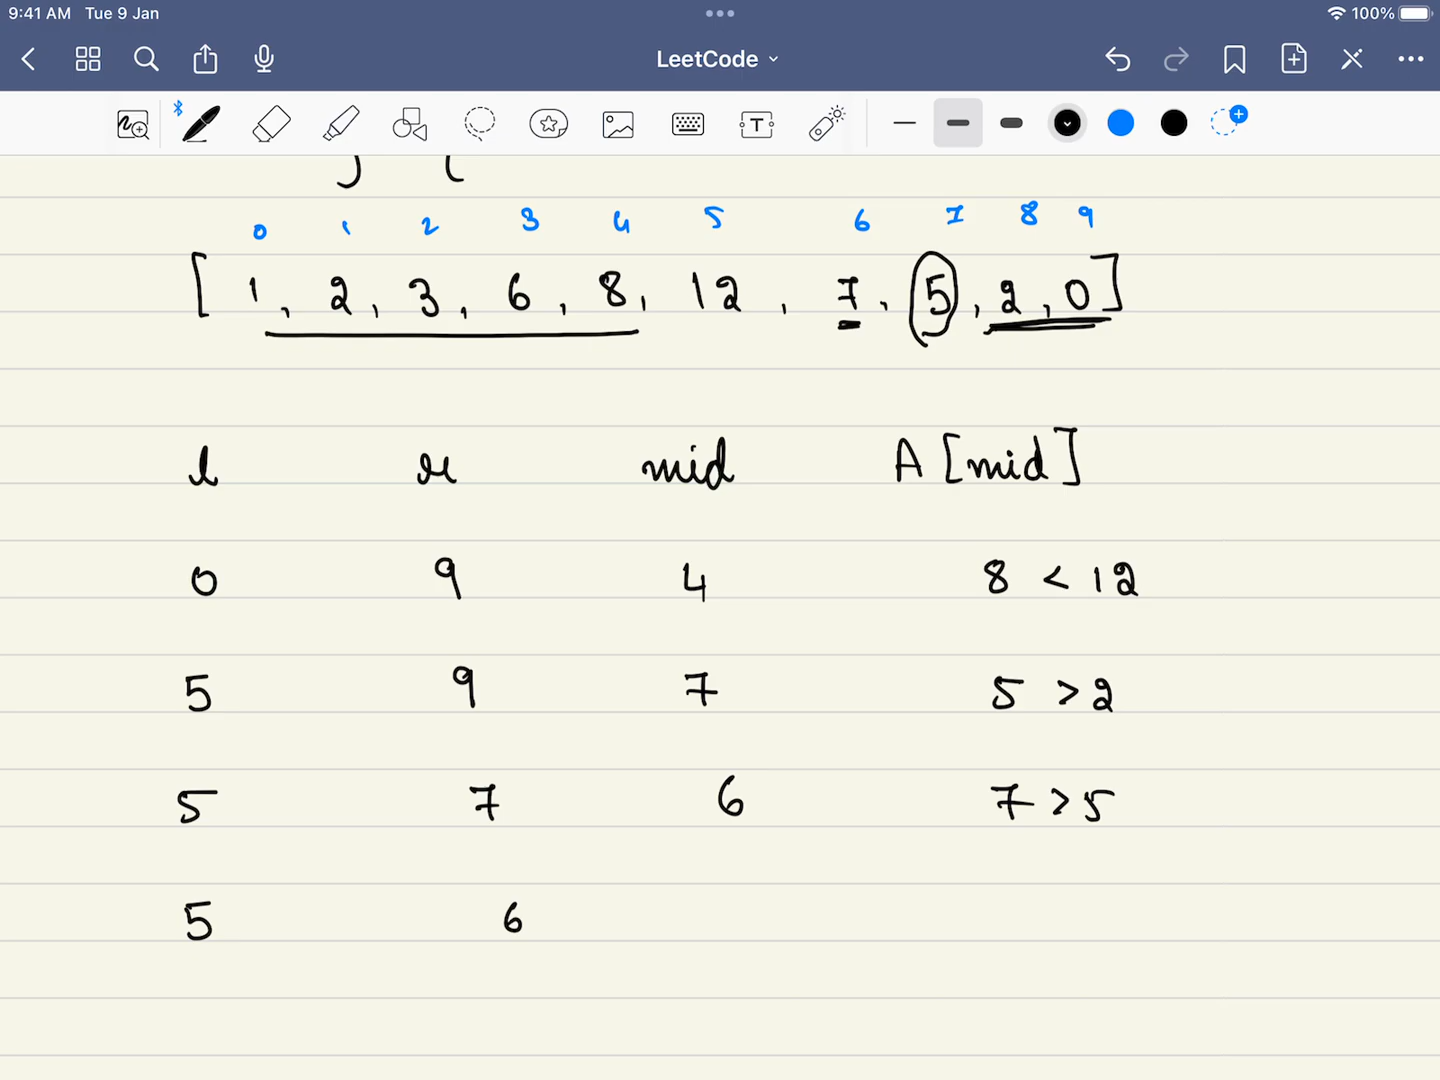 9:41 AM Tue 9 Jan 100%
LeetCode
0 1 2 3 4 5 6 7 8 9
[ 1, 2, 3, 6, 8, 12, 7, 5, 2, 0]
l r mid A [mid]
0 9 4 8 < 12
5 9 7 5 > 2
5 7 6 7 > 5
5 6